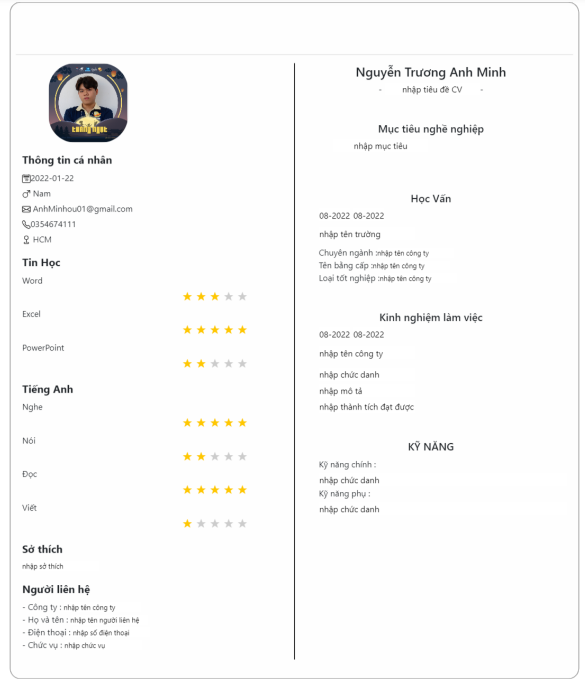 Thông tin cá nhân
2022-01-22
Nam
AnhMinhou01@gmail.com
0354674111
HCM
Tin Học
Word
Excel
PowerPoint
Tiếng Anh
Nghe
Nói
Đọc
Viết
Sở thích
nhập sở thích
Người liên hệ
- Công ty : nhập tên công ty
- Họ và tên : nhập tên người liên hệ
- Điện thoại : nhập số điện thoại
- Chức vụ : nhập chức vụ
Nguyễn Trương Anh Minh
- nhập tiêu đề CV -
Mục tiêu nghề nghiệp
nhập mục tiêu
Học Vấn
08-2022 08-2022
nhập tên trường
Chuyên ngành :nhập tên công ty
Tên bằng cấp :nhập tên công ty
Loại tốt nghiệp :nhập tên công ty
Kinh nghiệm làm việc
08-2022 08-2022
nhập tên công ty
nhập chức danh
nhập mô tả
nhập thành tích đạt được
KỸ NĂNG
Kỹ năng chính :
nhập chức danh
Kỹ năng phụ :
nhập chức danh